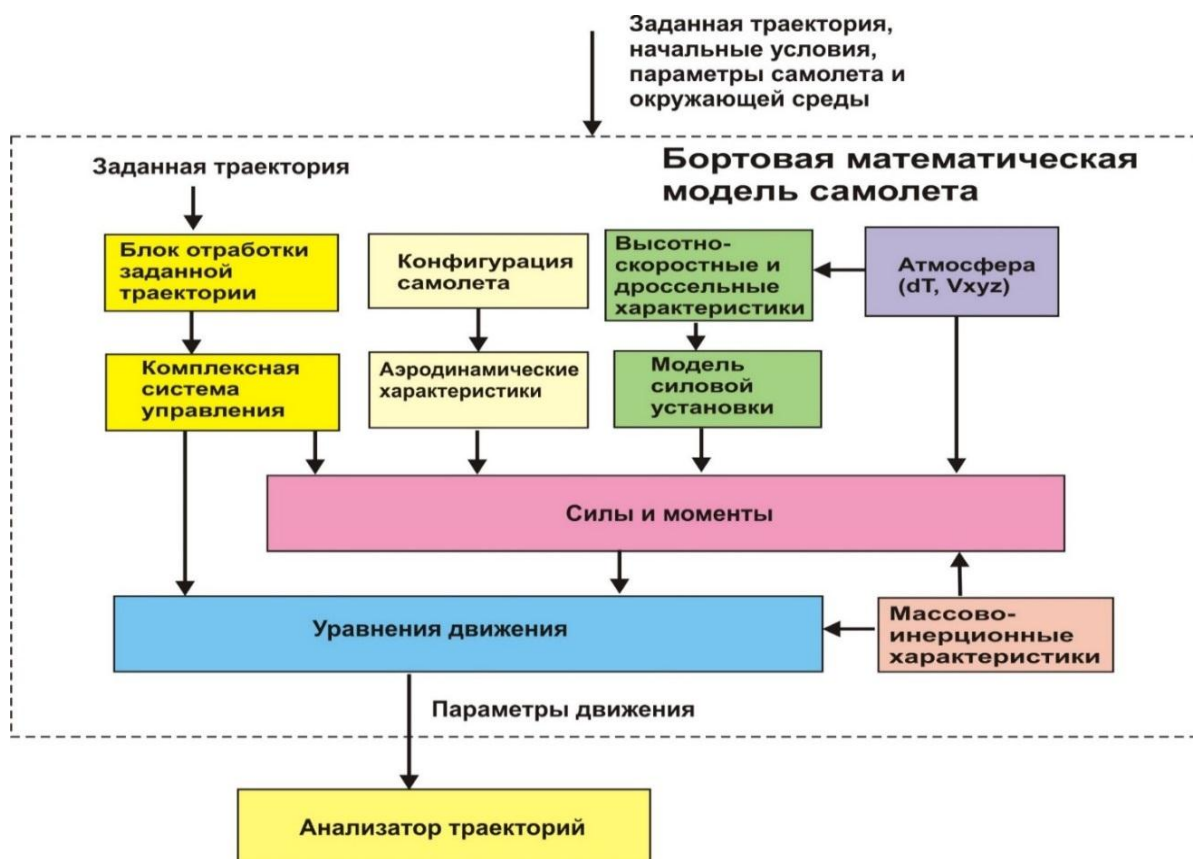 Заданная траектория,
начальные условия,
параметры самолета и
окружающей среды
Бортовая математическая
модель самолета
Заданная траектория
Блок отработки
заданной
траектории
Конфигурация
самолета
Высотно-
скоростные и
дроссельные
характеристики
Атмосфера
(dT, Vxyz)
Комплексная
система
управления
Аэродинамические
характеристики
Модель
силовой
установки
Силы и моменты
Уравнения движения
Массово-
инерционные
характеристики
Параметры движения
Анализатор траекторий